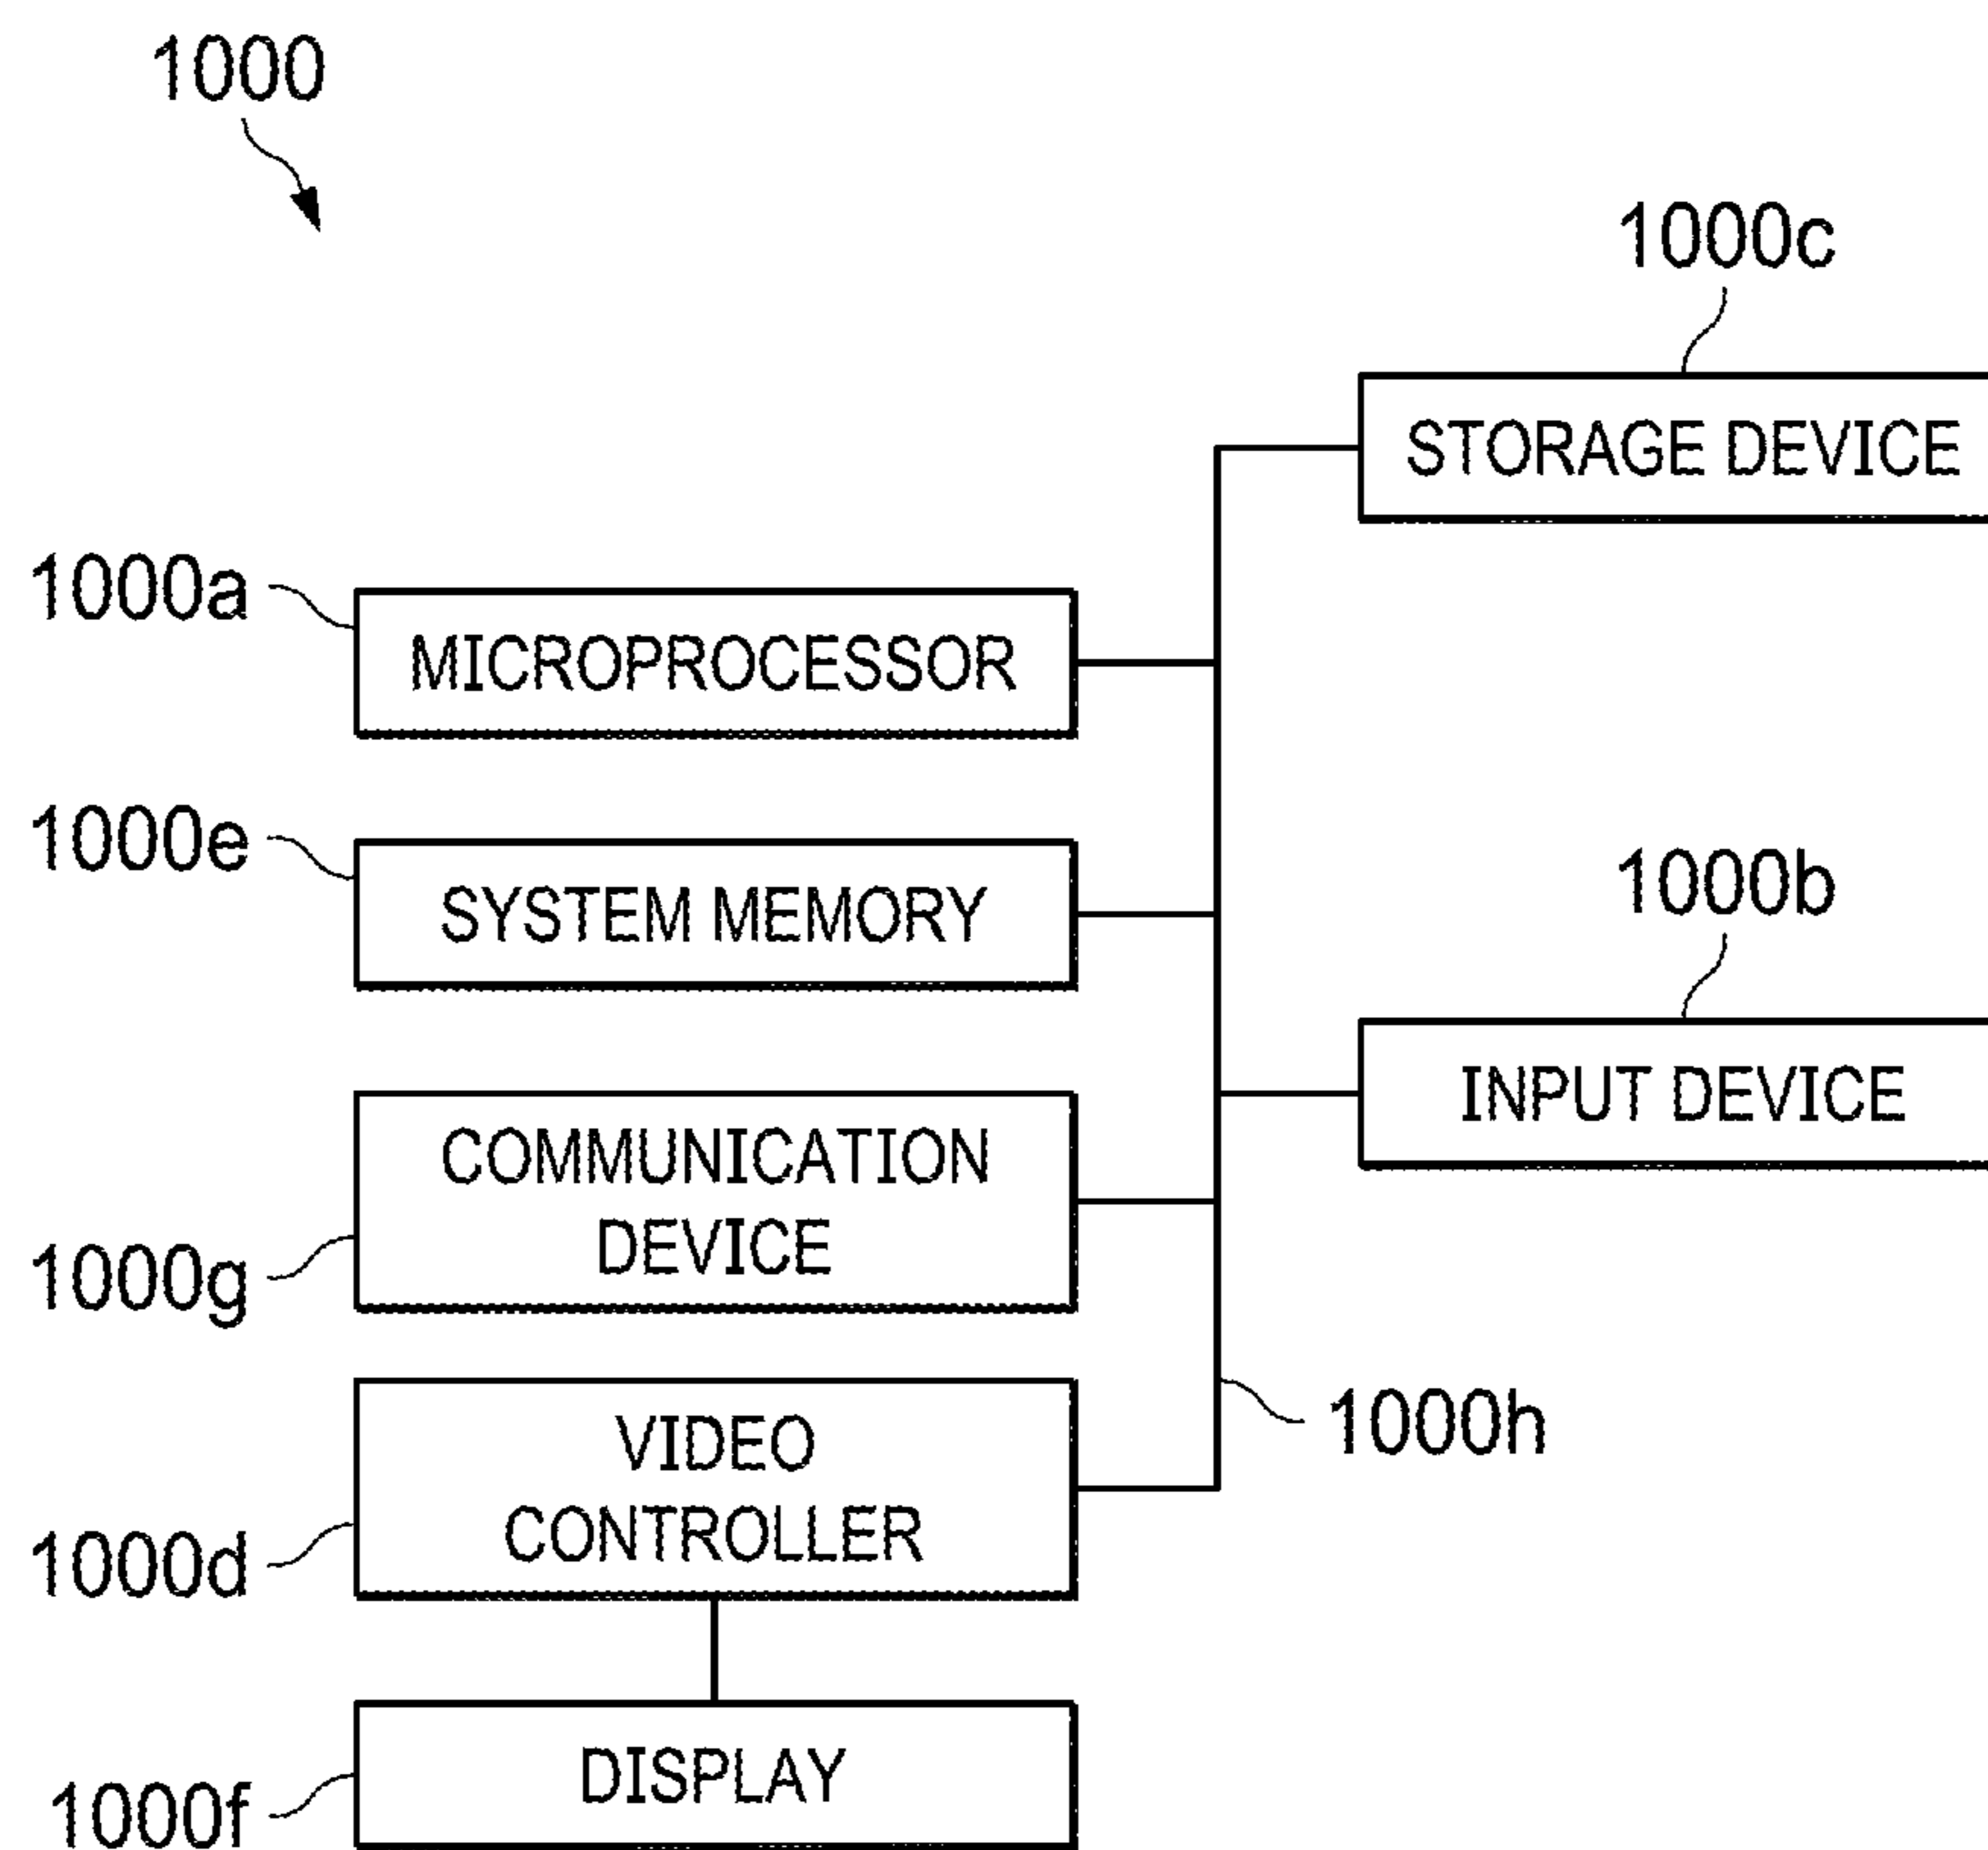 1000
1000c
STORAGE DEVICE
1000a
MICROPROCESSOR
1000e
SYSTEM MEMORY
1000b
INPUT DEVICE
COMMUNICATION
DEVICE
1000g
1000h
VIDEO
CONTROLLER
1000d
DISPLAY
1000f